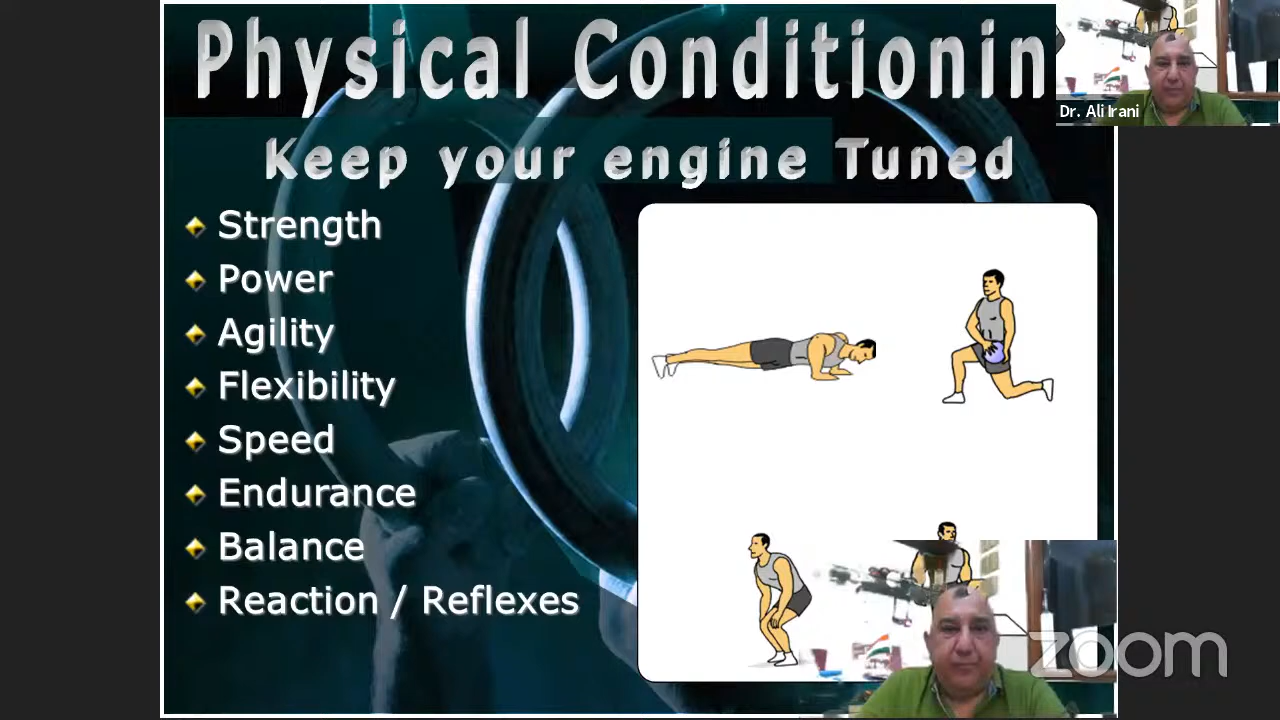 Physical Conditionin
Keep your engine Tuned
Strength
Power
Agility
Flexibility
Speed
Endurance
Balance
Reaction / Reflexes
Dr. Ali Irani
zoom